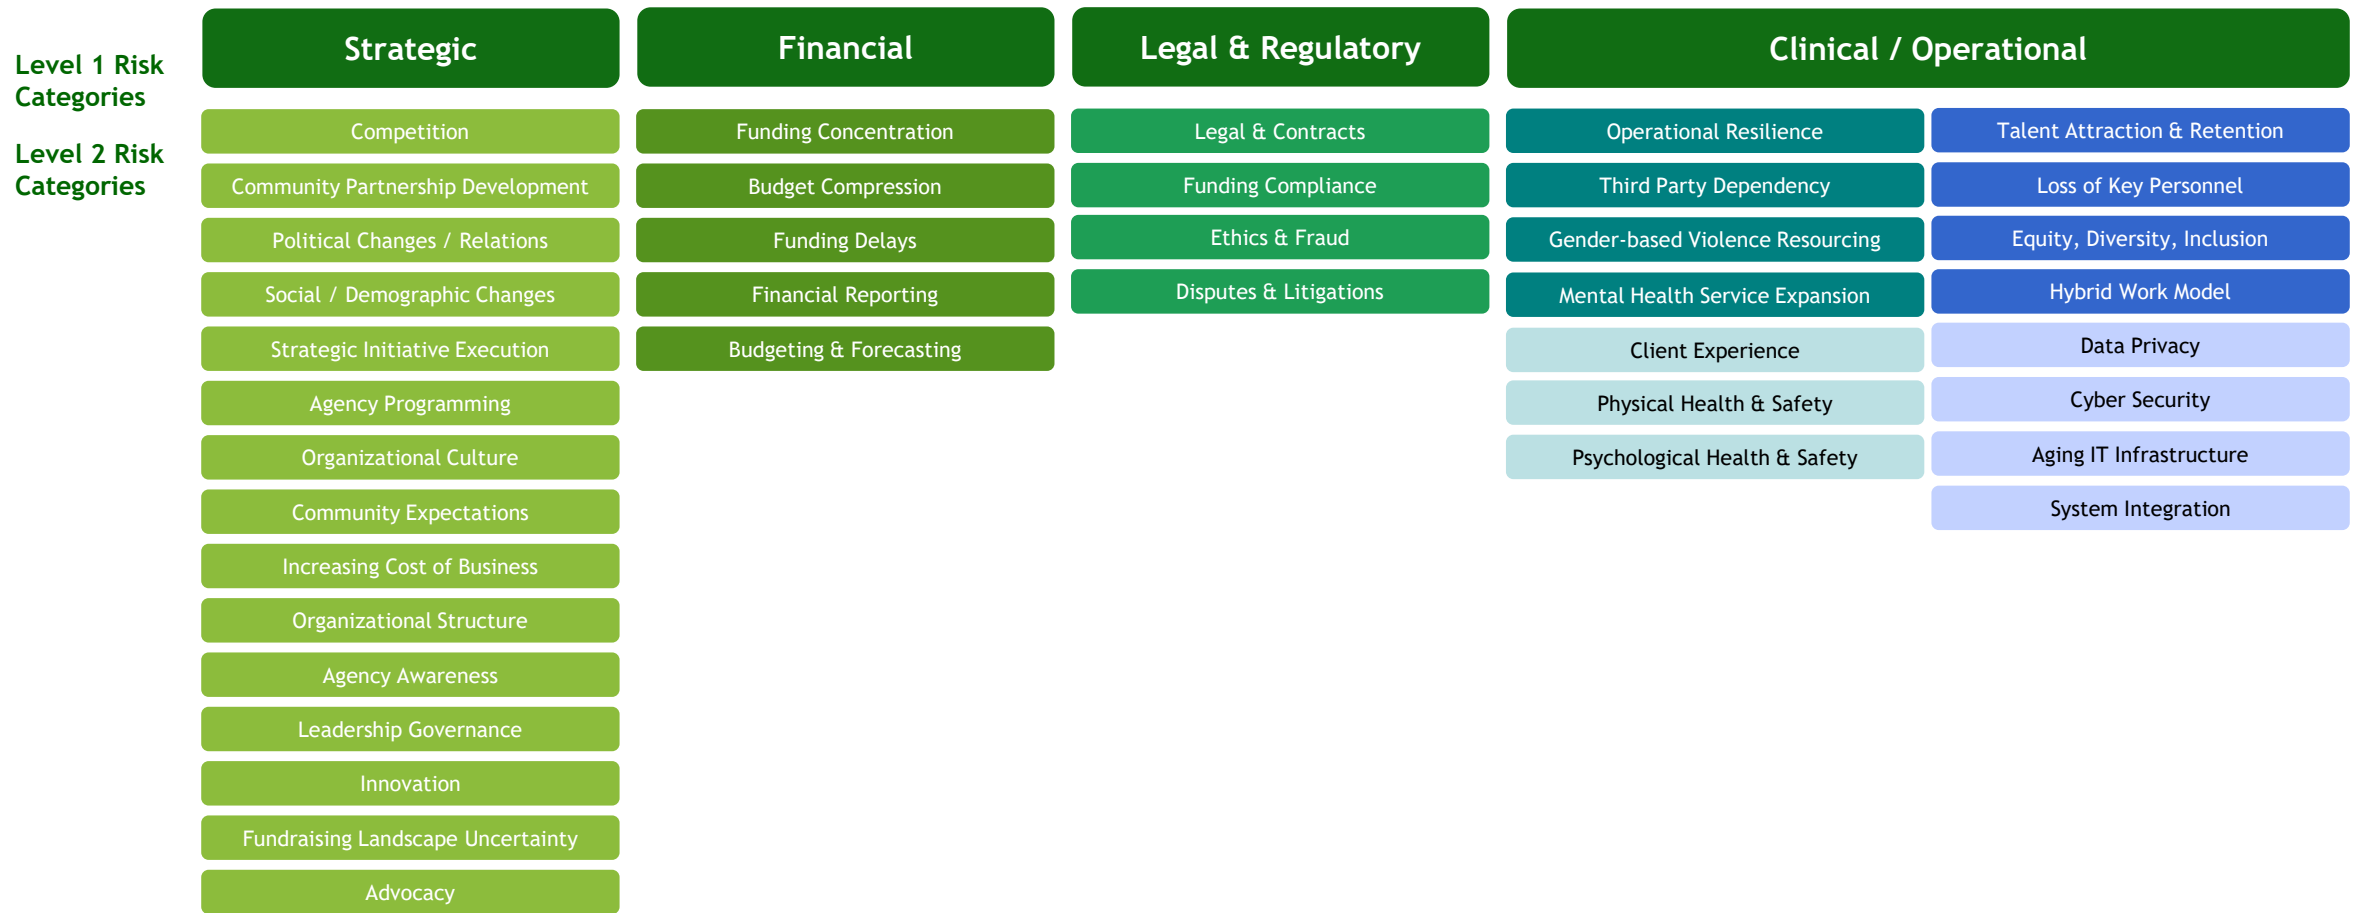 Level 1 Risk
Categories
Level 2 Risk
Categories
Strategic
Competition
Community Partnership Development
Political Changes / Relations
Social / Demographic Changes
Strategic Initiative Execution
Agency Programming
Organizational Culture
Community Expectations
Increasing Cost of Business
Organizational Structure
Agency Awareness
Leadership Governance
Innovation
Fundraising Landscape Uncertainty
Advocacy
Financial
Funding Concentration
Budget Compression
Funding Delays
Financial Reporting
Budgeting & Forecasting
Legal & Regulatory
Legal & Contracts
Funding Compliance
Ethics & Fraud
Disputes & Litigations
Clinical / Operational
Operational Resilience
Third Party Dependency
Gender-based Violence Resourcing
Mental Health Service Expansion
Client Experience
Physical Health & Safety
Psychological Health & Safety
Talent Attraction & Retention
Loss of Key Personnel
Equity, Diversity, Inclusion
Hybrid Work Model
Data Privacy
Cyber Security
Aging IT Infrastructure
System Integration